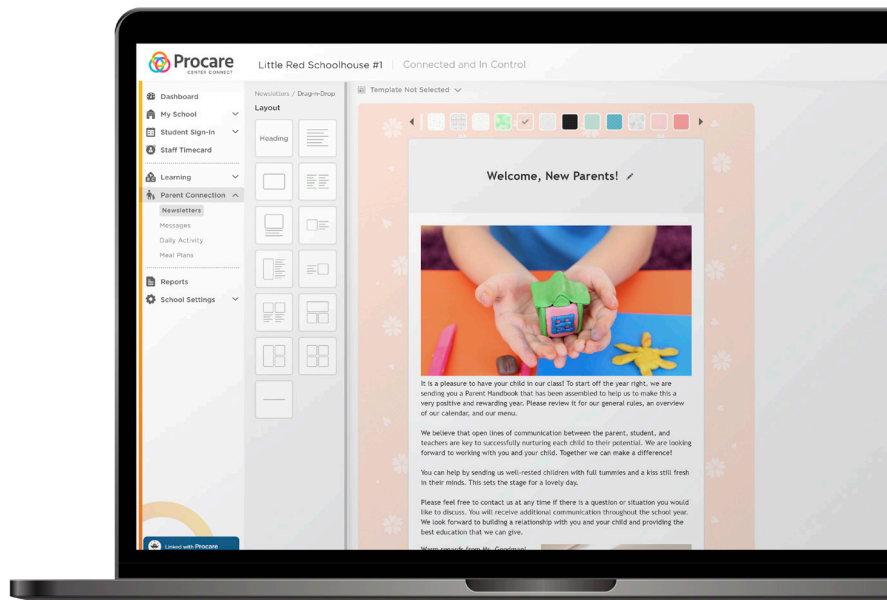 Procare
CENTER CONNECT
Little Red Schoolhouse #1
Connected and In Control
Dashboard
My School
Student Sign-In
Staff Timecard
Learning
Parent Connection
Newsletters
Messages
Daily Activity
Meal Plans
Reports
School Settings
Linked with Procare
Newsletters / Drag-n-Drop
Layout
Heading
Template Not Selected
Welcome, New Parents!
It is a pleasure to have your child in our class! To start off the year right, we are
sending you a Parent Handbook that has been assembled to help us to make this a
very positive and rewarding year. Please review it for our general rules, an overview
of our calendar, and our menu.
We believe that open lines of communication between the parent, student, and
teachers are key to successfully nurturing each child to their potential. We are looking
forward to working with you and your child. Together we can make a difference!
You can help by sending us well-rested children with full tummies and a kiss still fresh
in their minds. This sets the stage for a lovely day.
Please feel free to contact us at any time if there is a question or situation you would
like to discuss. You will receive additional communication throughout the school year.
We look forward to building a relationship with you and your child and providing the
best education that we can give.
Warm regards from Ms. Goodman!